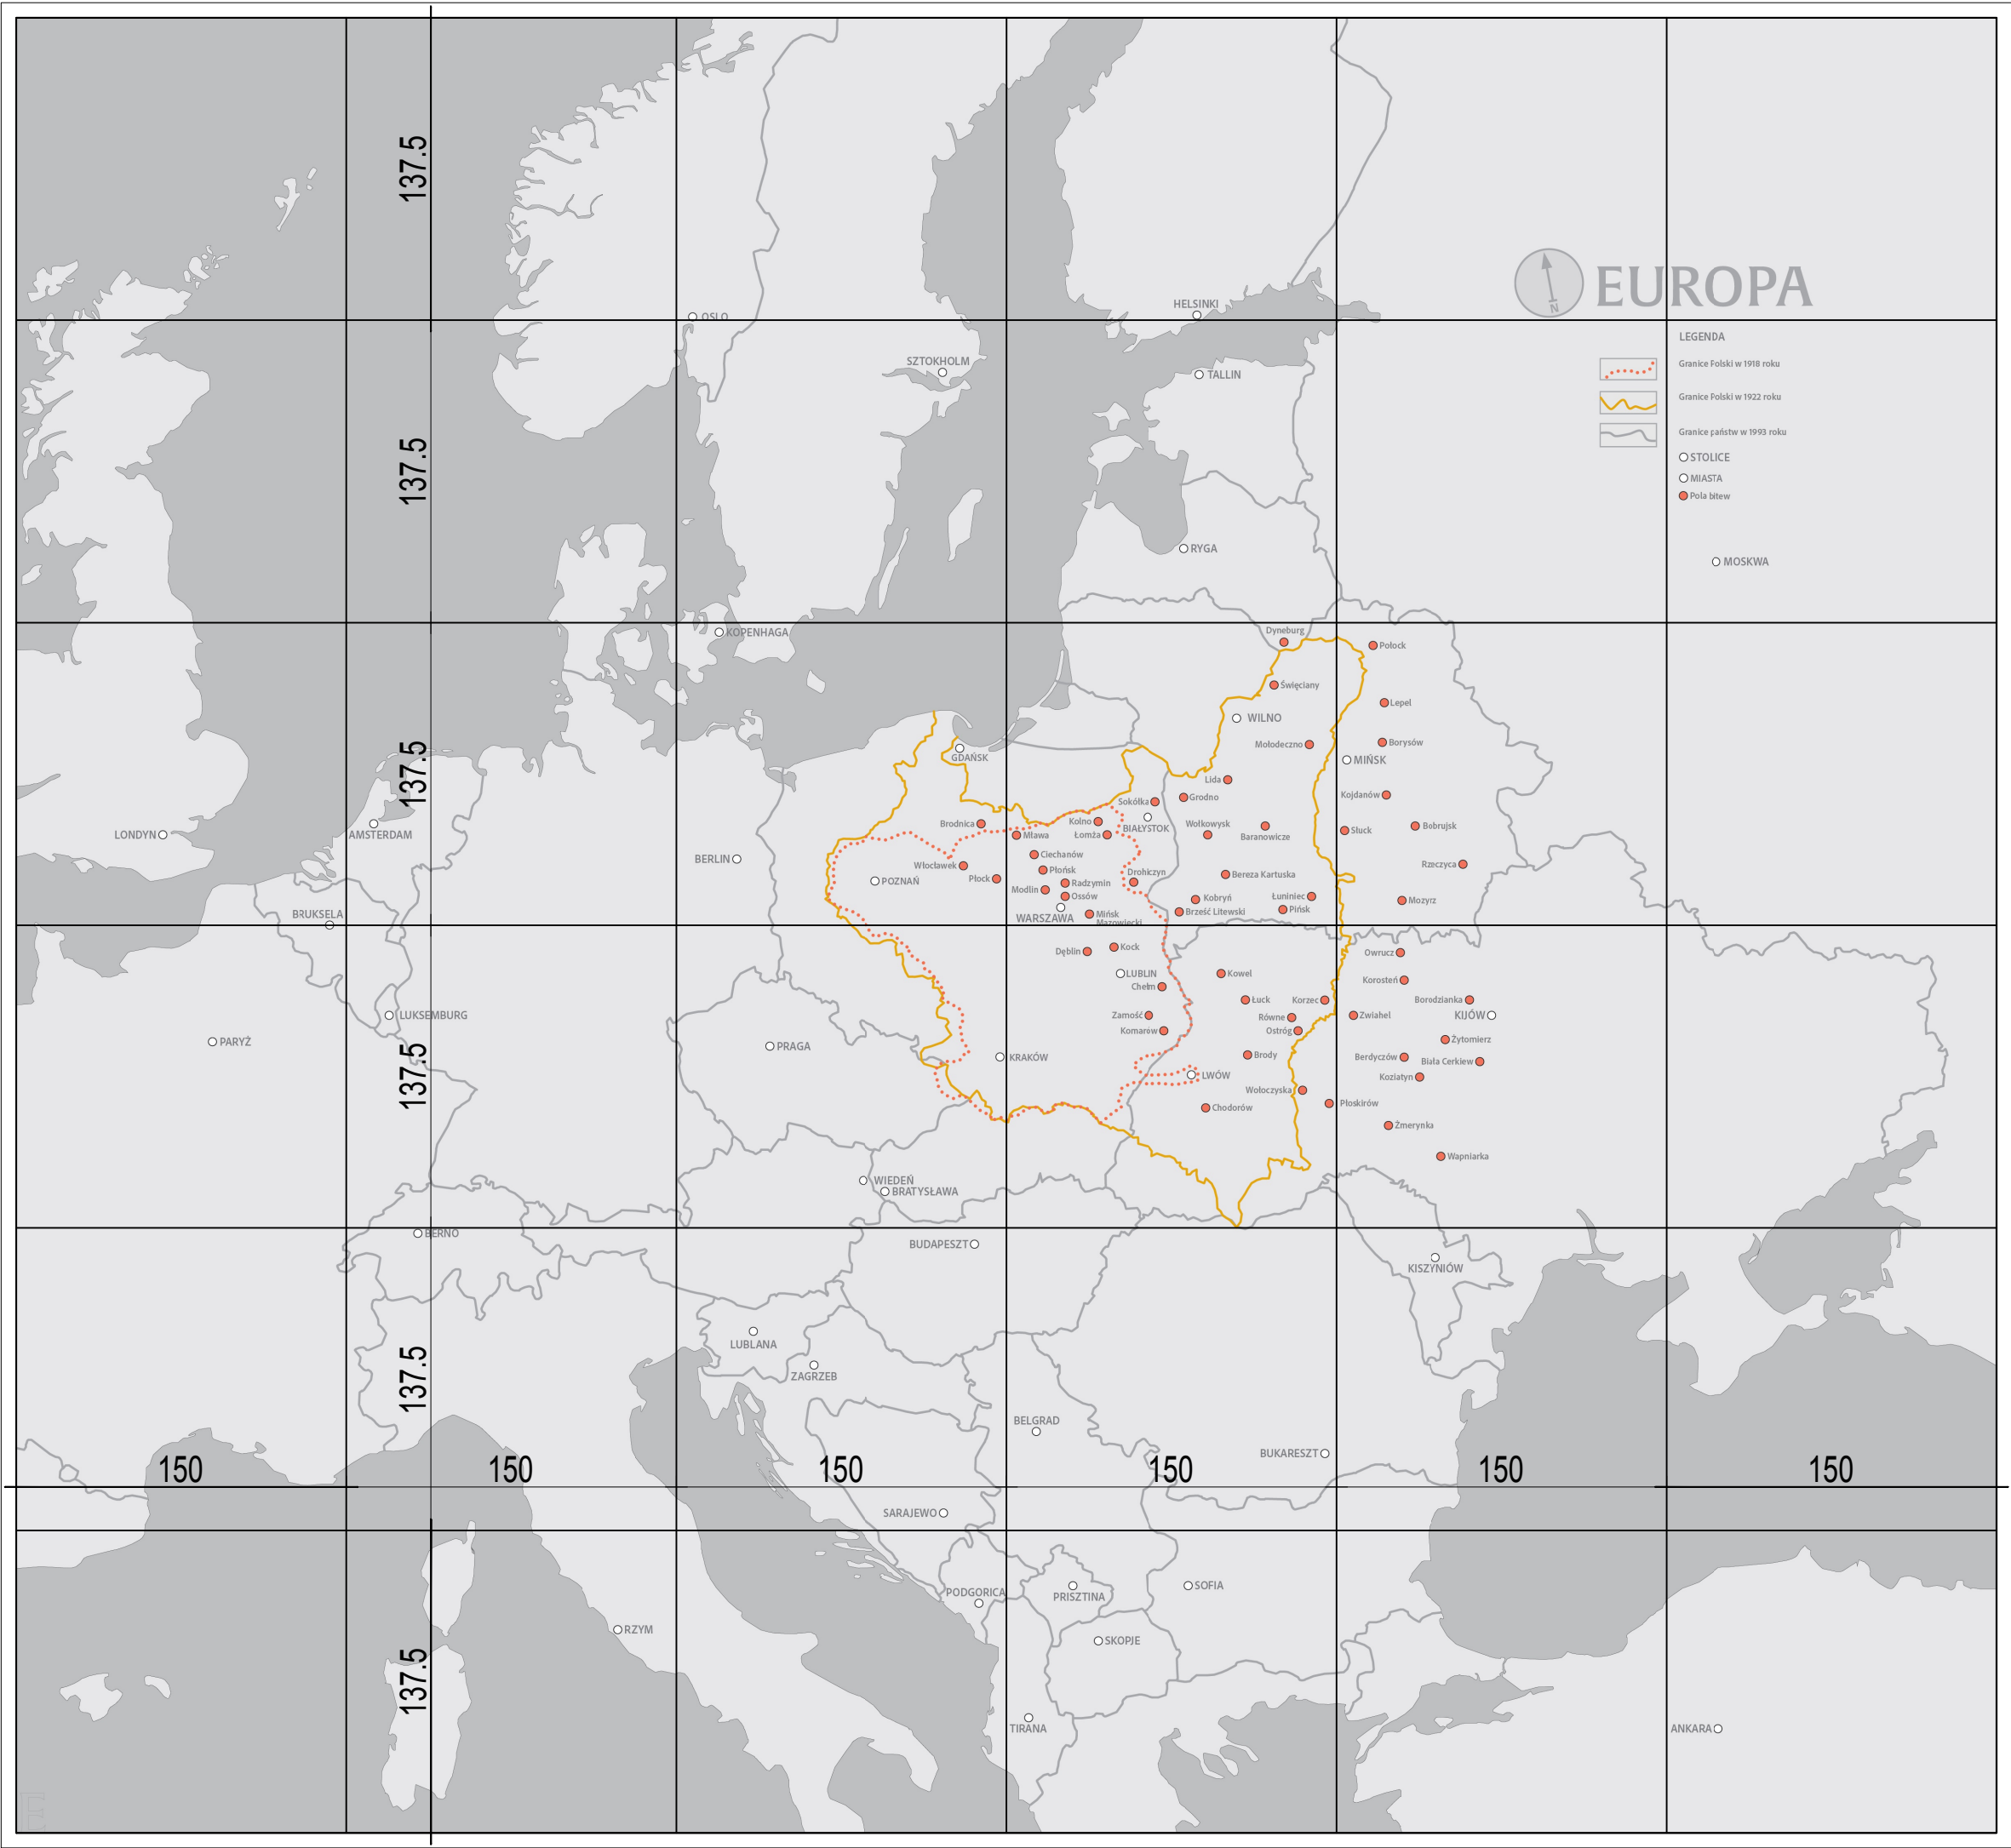 137.5
EUROPA
N
HELSINKI
OSLO
LEGENDA
SZTOKHOLM
Granice Polski w 1918 roku
TALLIN
Granice Polski w 1922 roku
137.5
Granice państw w 1993 roku
STOLICE
MIASTA
Pola bitew
RYGA
MOSKWA
KOPENHAGA
Dyneburg
Połock
Święciany
Lepel
WILNO
Mołodeczno
Borysów
GDAŃSK
MIŃSK
137.5
Lida
Grodno
Kojdanów
Sokółka
LONDYN
AMSTERDAM
Brodnica
Mława
Kolno
Łomża
BIAŁYSTOK
Wołkowysk
Baranowicze
Słuck
Bobrujsk
BERLIN
Ciechanów
Włocławek
Rzeczyca
Płońsk
Drohiczyn
Bereza Kartuska
POZNAŃ
Płock
Radzymin
Modlin
Ossów
Kobryń
Łuniniec
Mozyrz
WARSZAWA
Mińsk
Mazowiecki
Brześć Litewski
Pińsk
BRUKSELA
Dęblin
Kock
Owrucz
LUBLIN
Kowel
Korosteń
Chełm
Łuck
Korzec
Borodzianka
LUKSEMBURG
Zamość
Równe
Zwiahel
KIJÓW
Komarów
Ostróg
PARYŻ
PRAGA
Żytomierz
KRAKÓW
Brody
Berdyczów
Biała Cerkiew
137.5
LWÓW
Koziatyn
Wołoczyska
Chodorów
Płoskirów
Żmerynka
Wapniarka
WIEDEŃ
BRATYSŁAWA
BERNO
BUDAPESZT
KISZYNIÓW
LUBLANA
ZAGRZEB
137.5
BELGRAD
BUKARESZT
150
150
150
150
150
150
SARAJEWO
PODGORICA
PRISZTINA
SOFIA
RZYM
SKOPJE
137.5
TIRANA
ANKARA
E